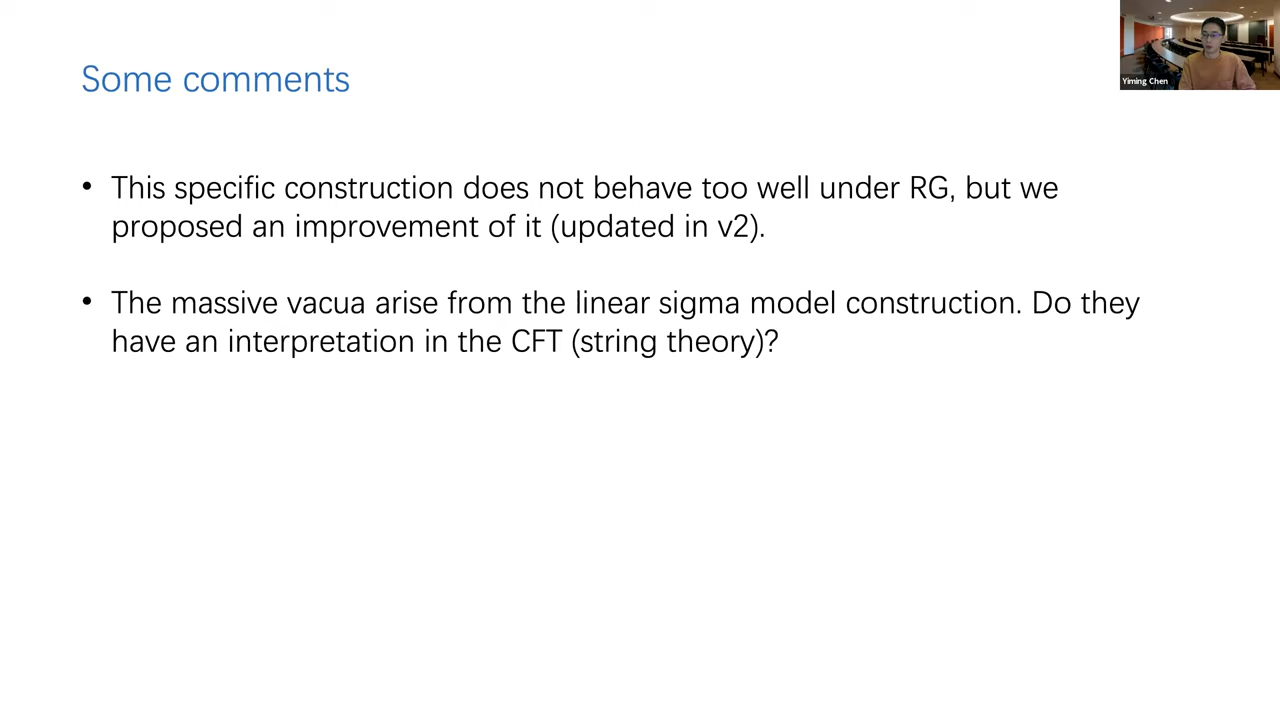 Some comments
Yiming Chen
• This specific construction does not behave too well under RG, but we
proposed an improvement of it (updated in v2).
• The massive vacua arise from the linear sigma model construction. Do they
have an interpretation in the CFT (string theory)?